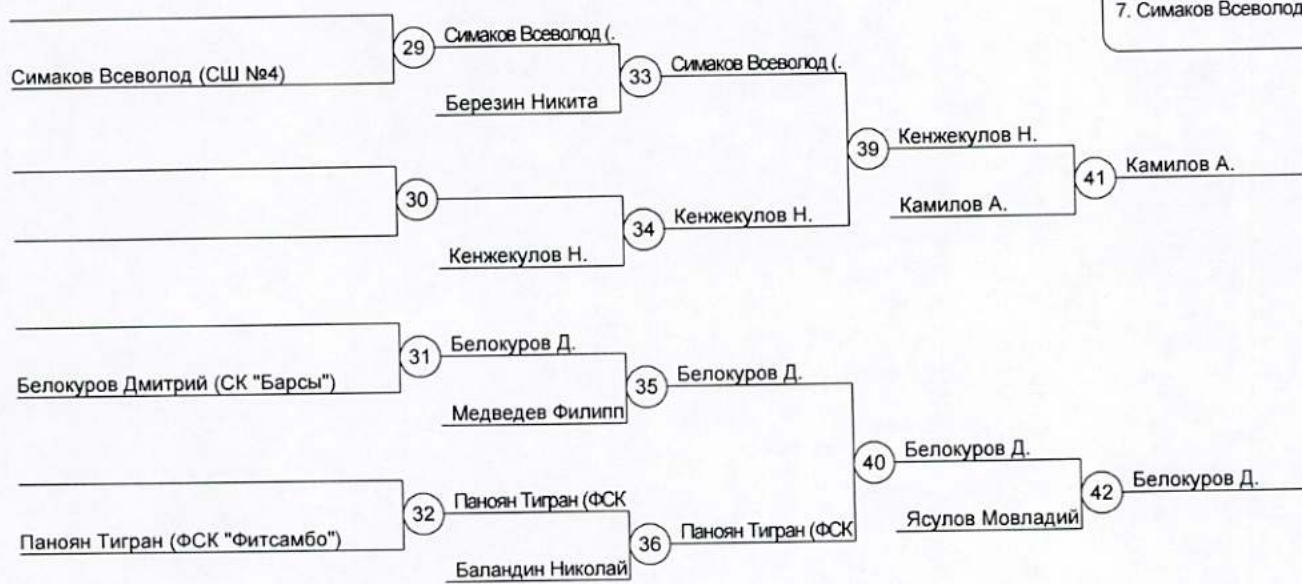 7. Симаков Всеволод
29
Симаков Всеволод (.
Симаков Всеволод (СШ №4)
33
Симаков Всеволод (.
Березин Никита
39
Кенжекулов Н.
30
41
Камилов А.
34
Кенжекулов Н.
Камилов А.
Кенжекулов Н.
31
Белокуров Д.
Белокуров Дмитрий (СК "Барсы")
35
Белокуров Д.
Медведев Филипп
40
Белокуров Д.
32
Паноян Тигран (ФСК
42
Белокуров Д.
Паноян Тигран (ФСК "Фитсамбо")
36
Паноян Тигран (ФСК
Ясулов Мовладий
Баландин Николай